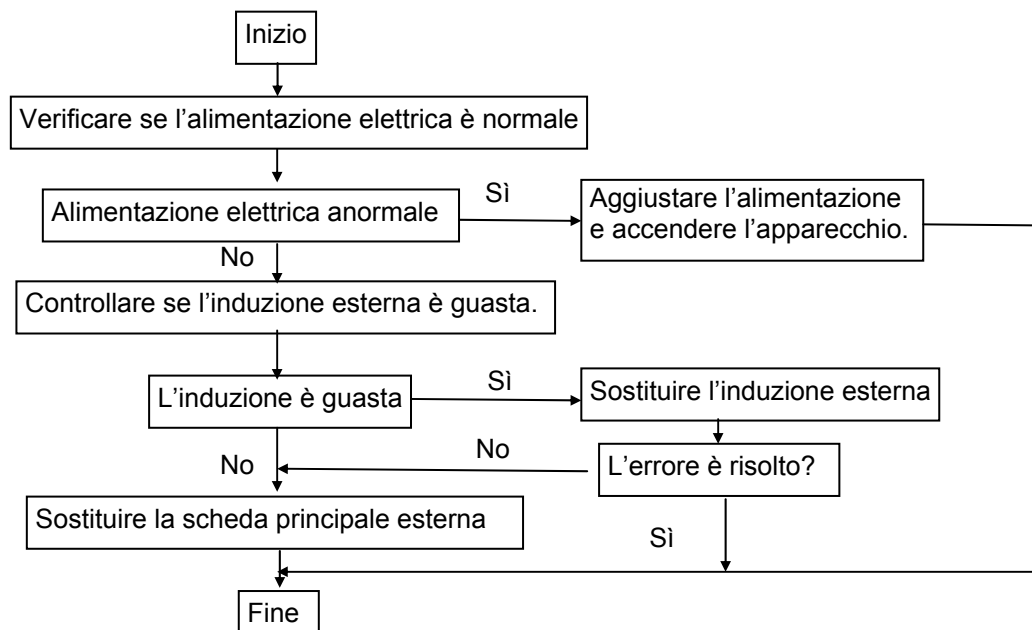 Inizio
Verificare se l’alimentazione elettrica è normale
Alimentazione elettrica anormale
Sì
Aggiustare l’alimentazione
e accendere l’apparecchio.
No
Controllare se l’induzione esterna è guasta.
L’induzione è guasta
Sì
Sostituire l’induzione esterna
No
No
L’errore è risolto?
Sostituire la scheda principale esterna
Sì
Fine